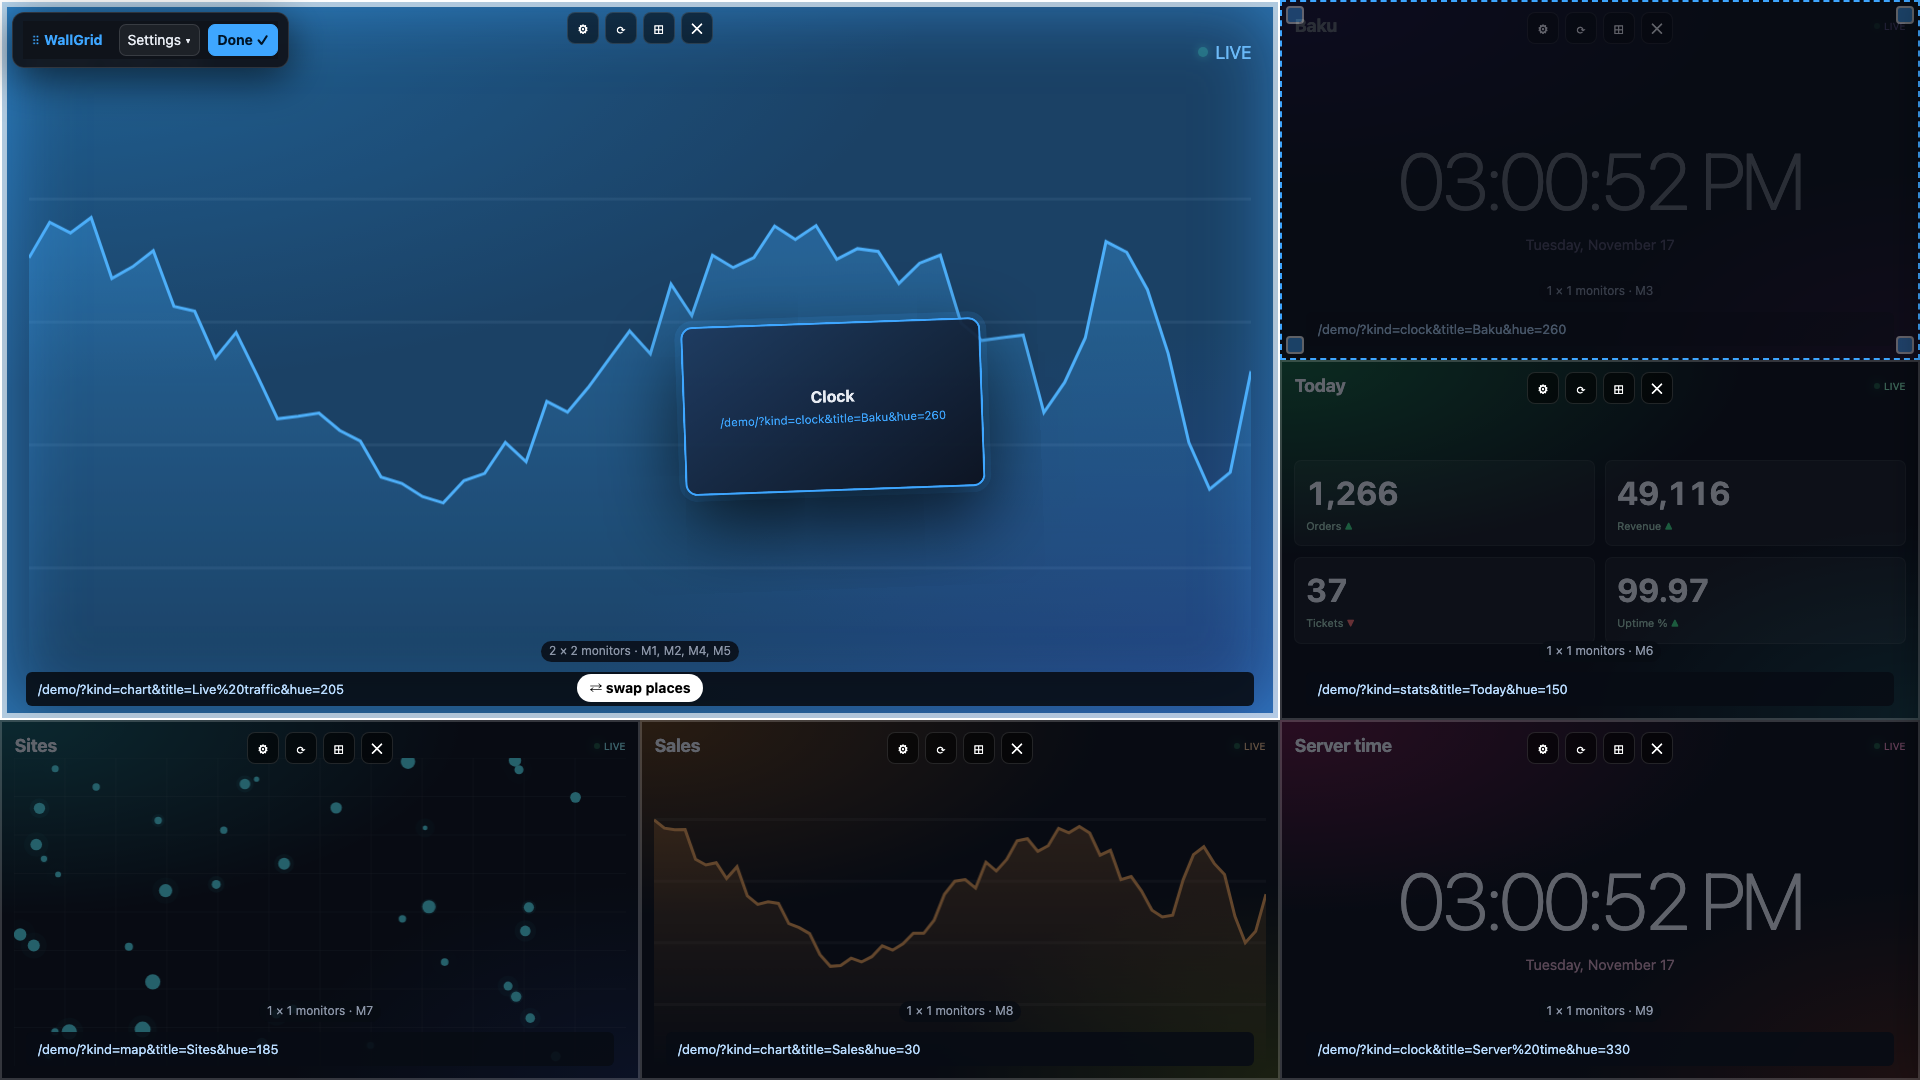 WallGrid
Settings ▾
Done ✓
LIVE
Clock
/demo/?kind=clock&title=Baku&hue=260
2 × 2 monitors · M1, M2, M4, M5
/demo/?kind=chart&title=Live%20traffic&hue=205
⇄ swap places
Baku
LIVE
03:00:52 PM
Tuesday, November 17
1 × 1 monitors · M3
/demo/?kind=clock&title=Baku&hue=260
Today
LIVE
1,266
Orders ▲
49,116
Revenue ▲
37
Tickets ▼
99.97
Uptime % ▲
1 × 1 monitors · M6
/demo/?kind=stats&title=Today&hue=150
Sites
LIVE
1 × 1 monitors · M7
/demo/?kind=map&title=Sites&hue=185
Sales
LIVE
1 × 1 monitors · M8
/demo/?kind=chart&title=Sales&hue=30
Server time
LIVE
03:00:52 PM
Tuesday, November 17
1 × 1 monitors · M9
/demo/?kind=clock&title=Server%20time&hue=330